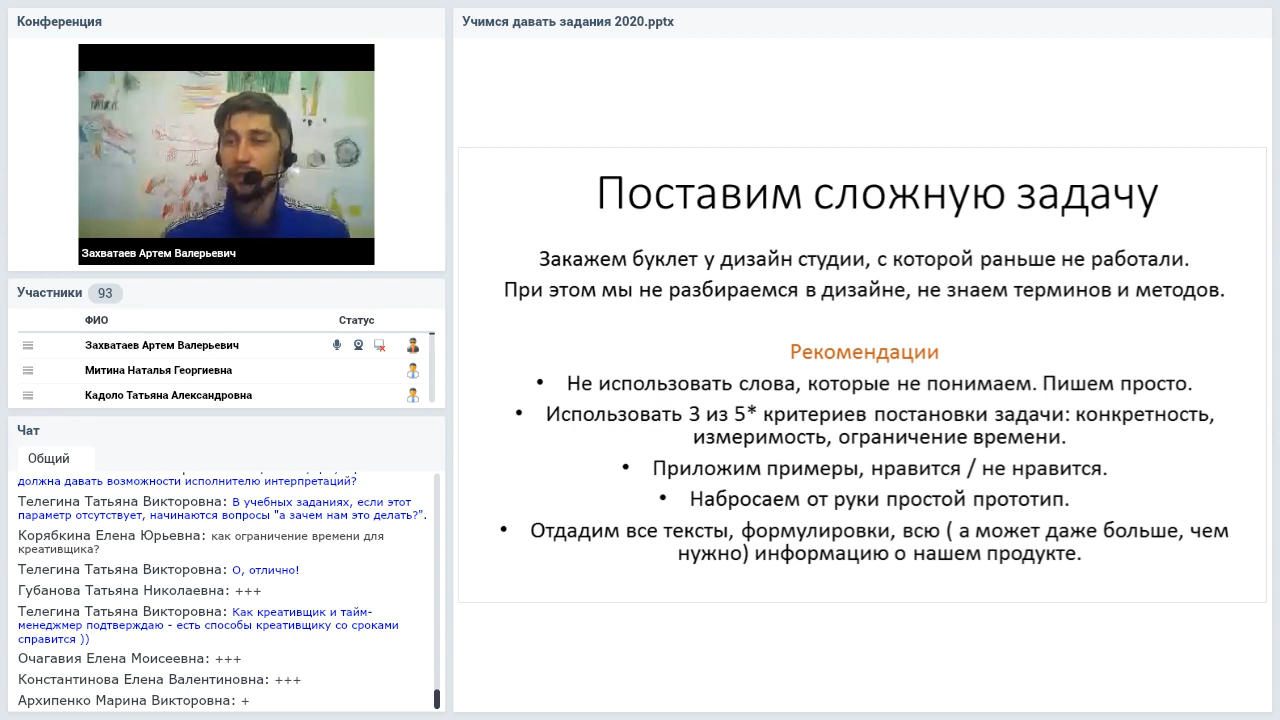 Конференция
Захватаев Артем Валерьевич
Участники 93
ФИО Статус
Захватаев Артем Валерьевич
Митина Наталья Георгиевна
Кадоло Татьяна Александровна
Чат
Общий
должна давать возможности исполнителю интерпретаций?
Телегина Татьяна Викторовна: В учебных заданиях, если этот
параметр отсутствует, начинаются вопросы "а зачем нам это делать?".
Корябкина Елена Юрьевна: как ограничение времени для
креативщика?
Телегина Татьяна Викторовна: О, отлично!
Губанова Татьяна Николаевна: +++
Телегина Татьяна Викторовна: Как креативщик и тайм-
менеджмер подтверждаю - есть способы креативщику со сроками
справится ))
Очагавия Елена Моисеевна: +++
Константинова Елена Валентиновна: +++
Архипенко Марина Викторовна: +
Учимся давать задания 2020.pptx
Поставим сложную задачу
Закажем буклет у дизайн студии, с которой раньше не работали.
При этом мы не разбираемся в дизайне, не знаем терминов и методов.
Рекомендации
• Не использовать слова, которые не понимаем. Пишем просто.
• Использовать 3 из 5* критериев постановки задачи: конкретность,
измеримость, ограничение времени.
• Приложим примеры, нравится / не нравится.
• Набросаем от руки простой прототип.
• Отдадим все тексты, формулировки, всю ( а может даже больше, чем
нужно) информацию о нашем продукте.